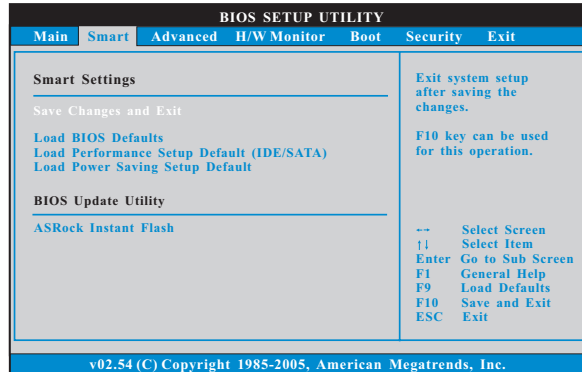 BIOS SETUP UTILITY
Main Smart Advanced H/W Monitor Boot Security Exit
Smart Settings
Save Changes and Exit
Load BIOS Defaults
Load Performance Setup Default (IDE/SATA)
Load Power Saving Setup Default
BIOS Update Utility
ASRock Instant Flash
Exit system setup
after saving the
changes.
F10 key can be used
for this operation.
←→ Select Screen
↑↓ Select Item
Enter Go to Sub Screen
F1 General Help
F9 Load Defaults
F10 Save and Exit
ESC Exit
v02.54 (C) Copyright 1985-2005, American Megatrends, Inc.